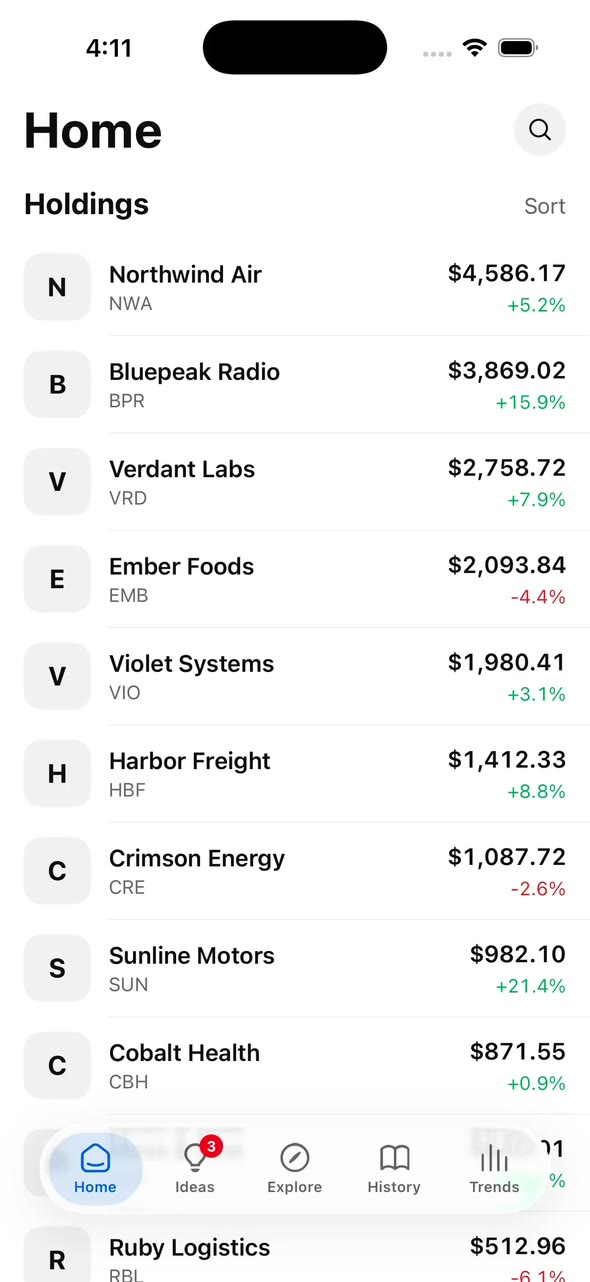 4:11
Home
Holdings
Sort
N
Northwind Air
$4,586.17
NWA
+5.2%
B
Bluepeak Radio
$3,869.02
BPR
+15.9%
V
Verdant Labs
$2,758.72
VRD
+7.9%
E
Ember Foods
$2,093.84
EMB
-4.4%
V
Violet Systems
$1,980.41
VIO
+3.1%
H
Harbor Freight
$1,412.33
HBF
+8.8%
C
Crimson Energy
$1,087.72
CRE
-2.6%
S
Sunline Motors
$982.10
SUN
+21.4%
C
Cobalt Health
$871.55
CBH
+0.9%
3
Home
Ideas
Explore
History
Trends
%
R
Ruby Logistics
$512.96
RBL
-6.1%